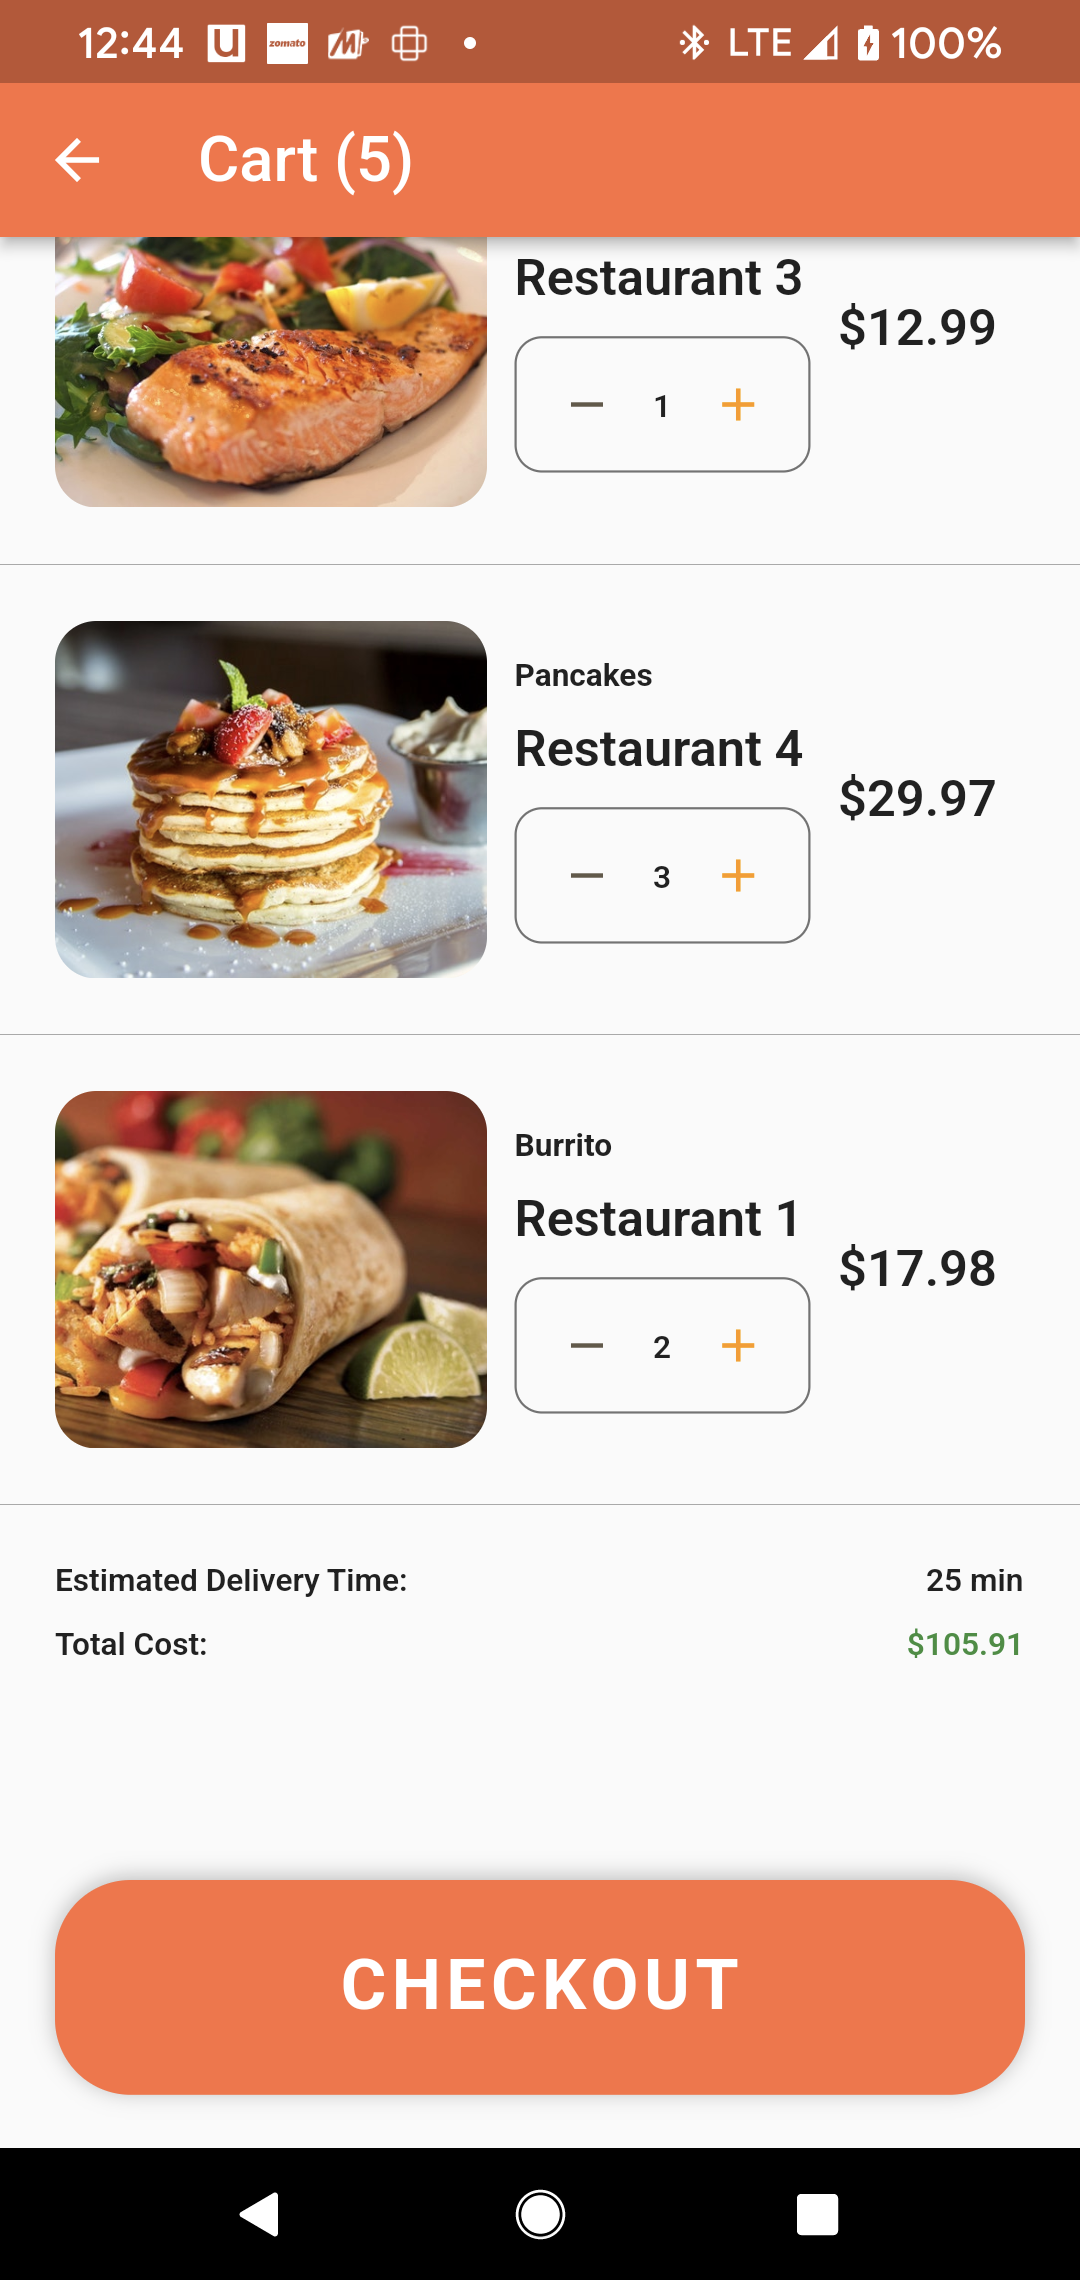 12:44 U zomato LTE 100%
Cart (5)
Restaurant 3
$12.99
1
Pancakes
Restaurant 4
$29.97
3
Burrito
Restaurant 1
$17.98
2
Estimated Delivery Time: 25 min
Total Cost: $105.91
CHECKOUT